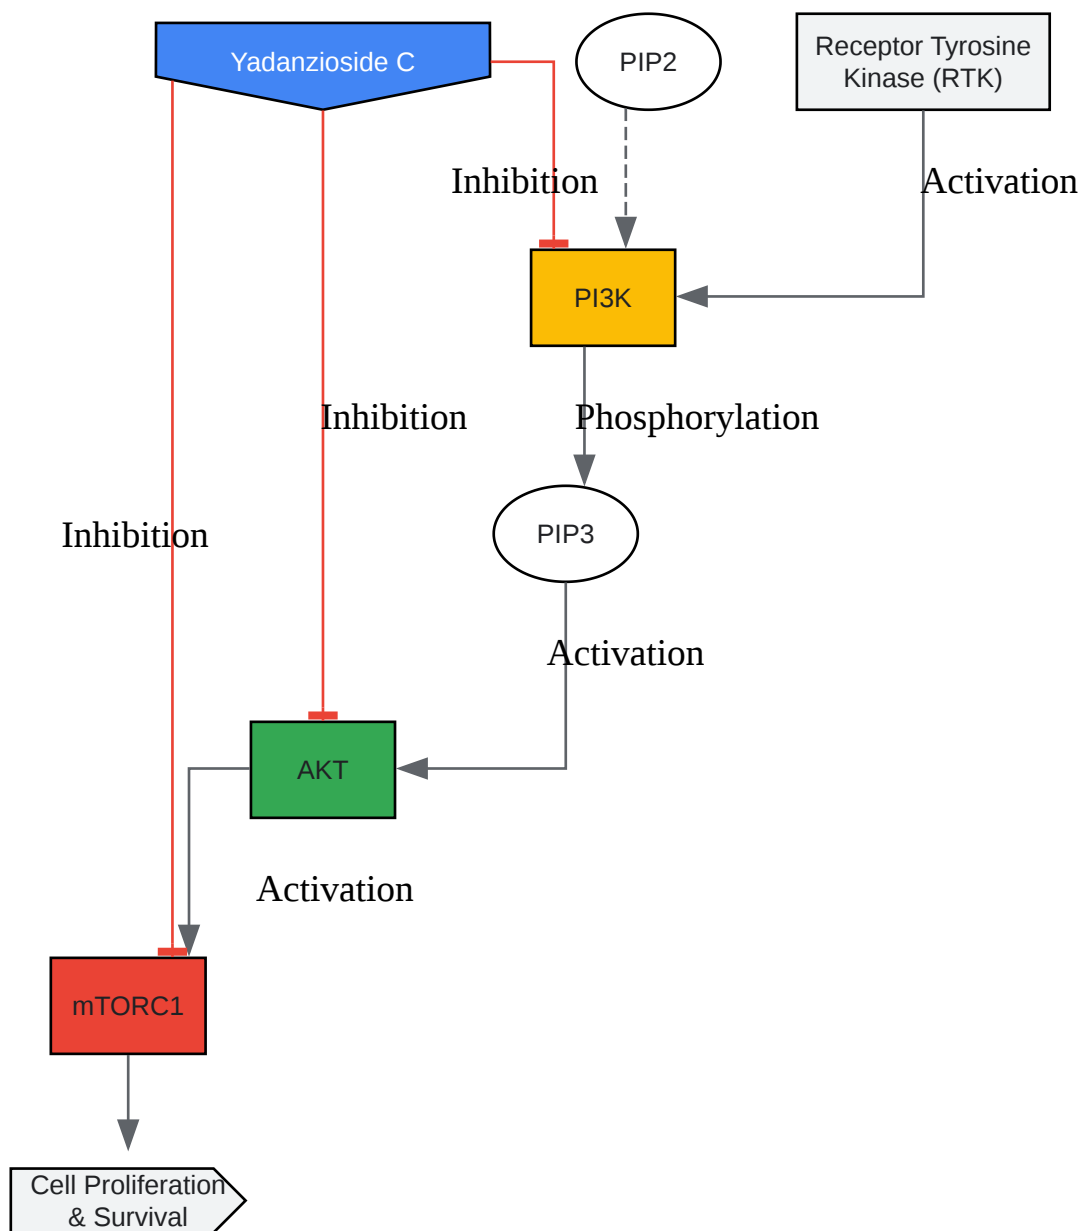 Yadanzioside C
PIP2
Receptor Tyrosine
Kinase (RTK)
Inhibition
Activation
PI3K
Inhibition
Phosphorylation
Inhibition
PIP3
Activation
AKT
Activation
mTORC1
Cell Proliferation
& Survival